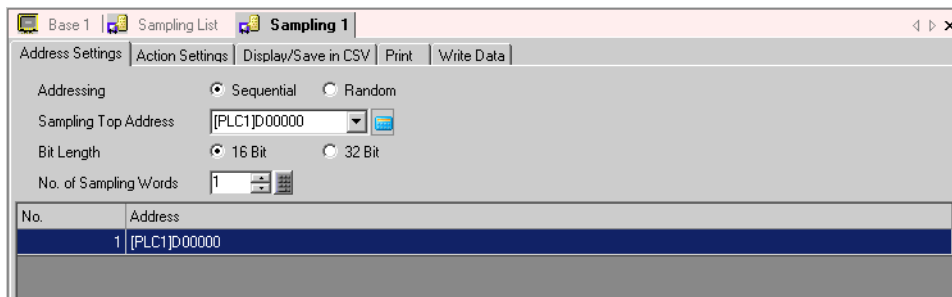 Base 1 Sampling List Sampling 1
Address Settings Action Settings Display/Save in CSV Print Write Data
Addressing Sequential Random
Sampling Top Address [PLC1]D00000
Bit Length 16 Bit 32 Bit
No. of Sampling Words 1
No. Address
1 [PLC1]D00000